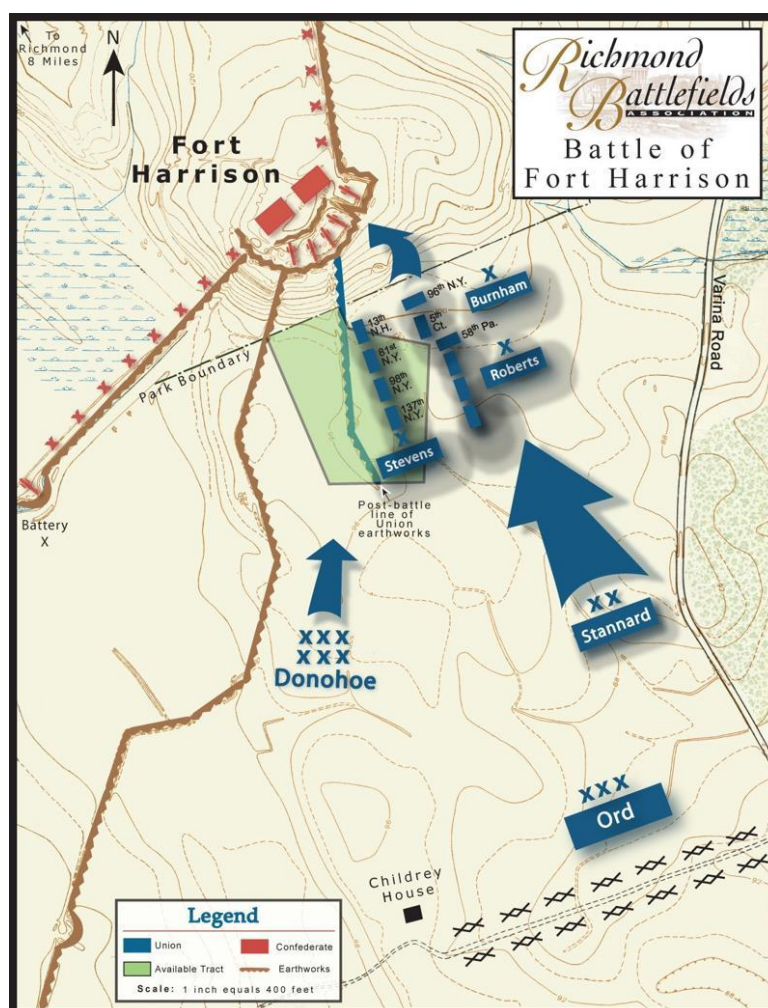 To
Richmond
8 Miles
N
Richmond
Battlefields
ASSOCIATION
Battle of
Fort Harrison
Fort
Harrison
Varina Road
96th N.Y.
X
Burnham
13th
N.H.
5th
Ct.
58th Pa.
81st
N.Y.
X
Roberts
98th
N.Y.
137th
N.Y.
X
Stevens
Park Boundary
Battery
X
Post-battle
line of
Union
earthworks
XX
Stannard
XXX
XXX
Donohoe
XXX
Ord
Childrey
House
Legend
Union
Confederate
Available Tract
Earthworks
Scale: 1 inch equals 400 feet